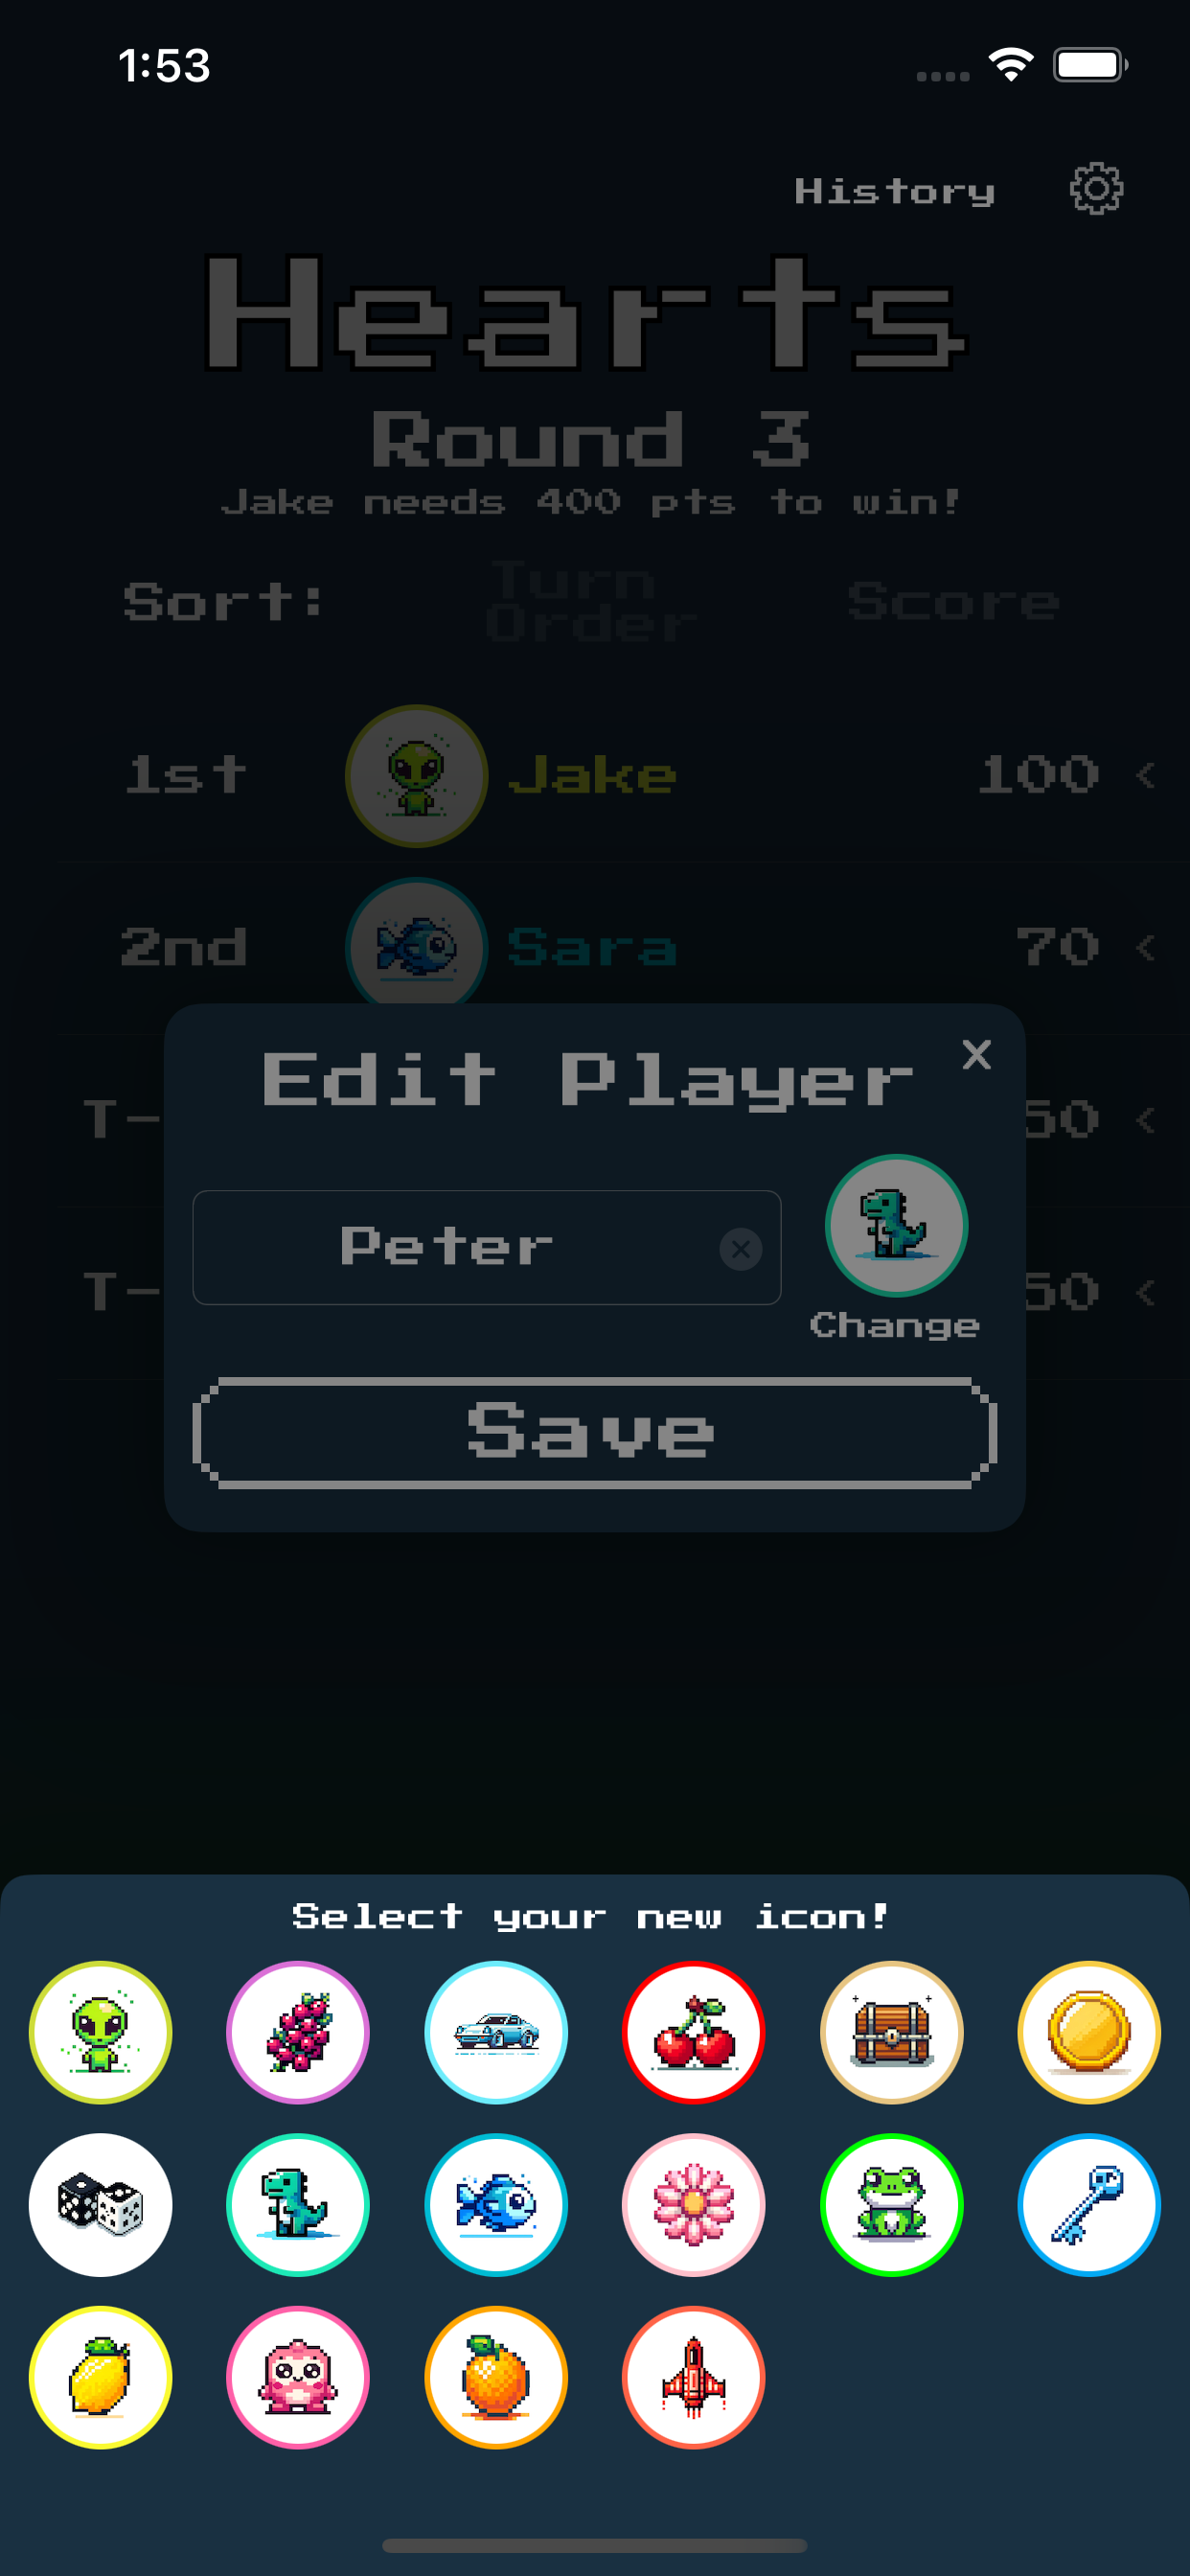 1:53
History
Hearts
Round 3
Jake needs 400 pts to win!
Sort:
Turn
Order
Score
1st Jake 100 <
2nd Sara 70 <
Edit Player X
T- 50 <
Peter
T- 50 <
Change
Save
Select your new icon!